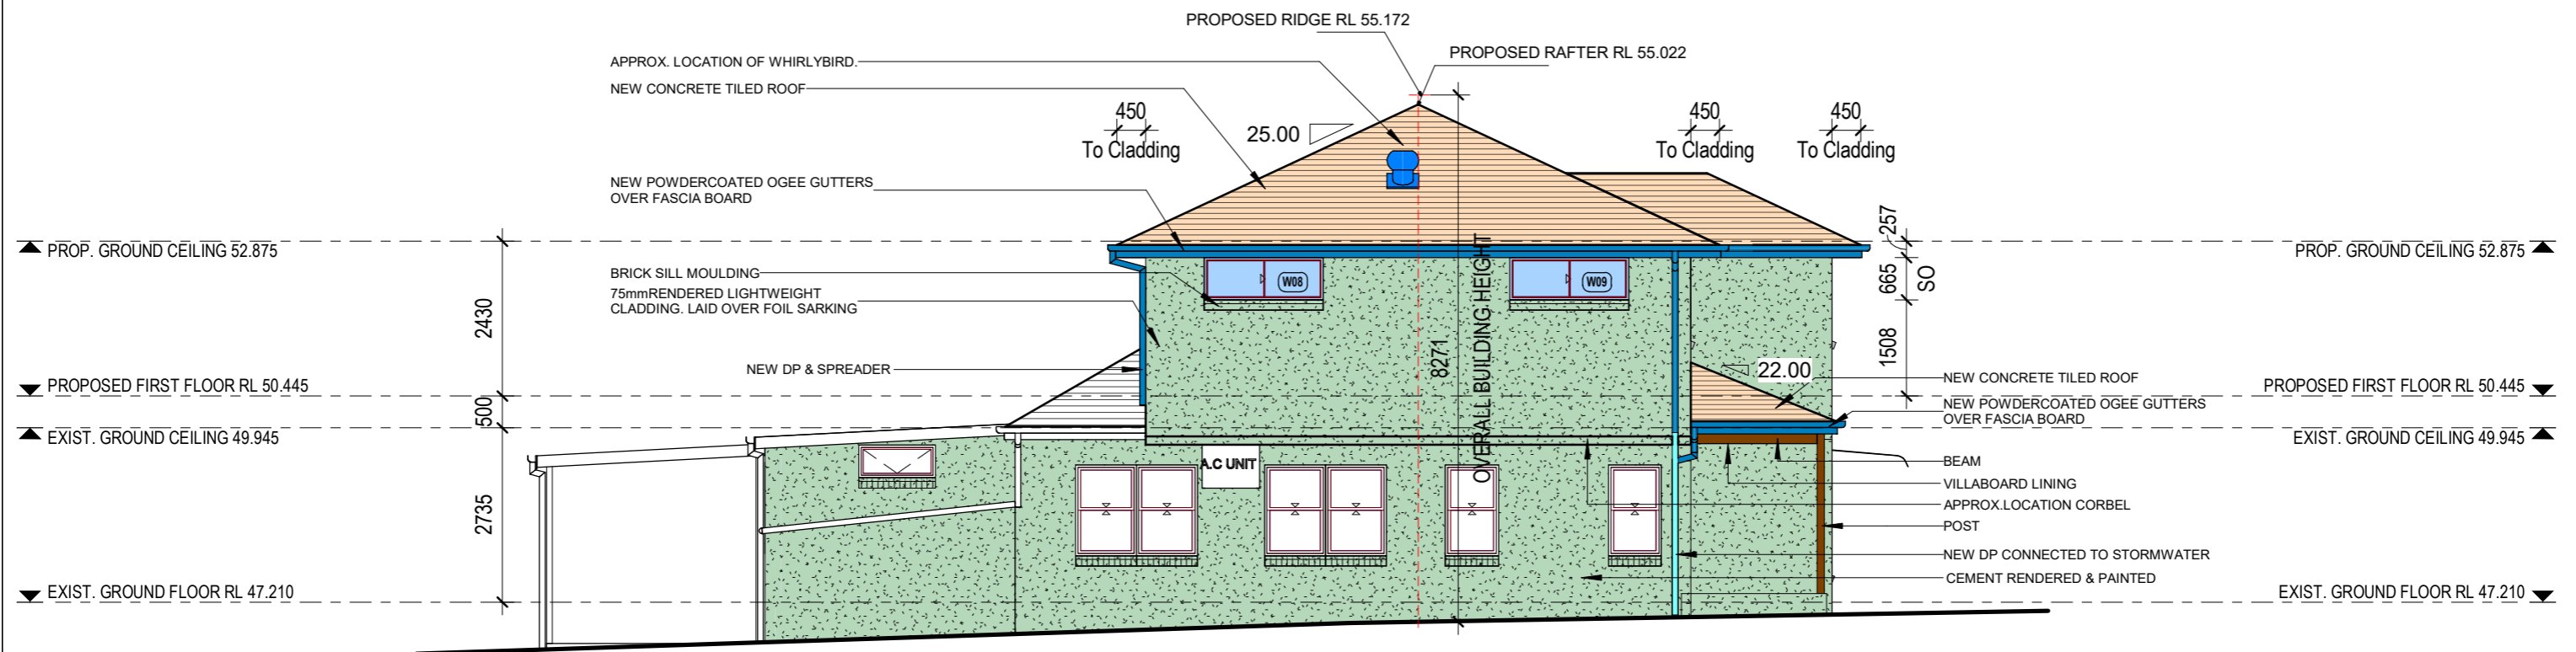 PROPOSED RIDGE RL 55.172
PROPOSED RAFTER RL 55.022
APPROX. LOCATION OF WHIRLYBIRD.
NEW CONCRETE TILED ROOF
450
To Cladding
25.00
450
To Cladding
450
To Cladding
NEW POWDERCOATED OGEE GUTTERS
OVER FASCIA BOARD
257
PROP. GROUND CEILING 52.875
PROP. GROUND CEILING 52.875
BRICK SILL MOULDING
W08
W09
665
SO
75mmRENDERED LIGHTWEIGHT
CLADDING. LAID OVER FOIL SARKING
2430
1508
8271
OVERALL BUILDING HEIGHT
NEW DP & SPREADER
22.00
NEW CONCRETE TILED ROOF
PROPOSED FIRST FLOOR RL 50.445
PROPOSED FIRST FLOOR RL 50.445
NEW POWDERCOATED OGEE GUTTERS
OVER FASCIA BOARD
500
EXIST. GROUND CEILING 49.945
EXIST. GROUND CEILING 49.945
A.C UNIT
BEAM
VILLABOARD LINING
APPROX.LOCATION CORBEL
2735
POST
NEW DP CONNECTED TO STORMWATER
CEMENT RENDERED & PAINTED
EXIST. GROUND FLOOR RL 47.210
EXIST. GROUND FLOOR RL 47.210